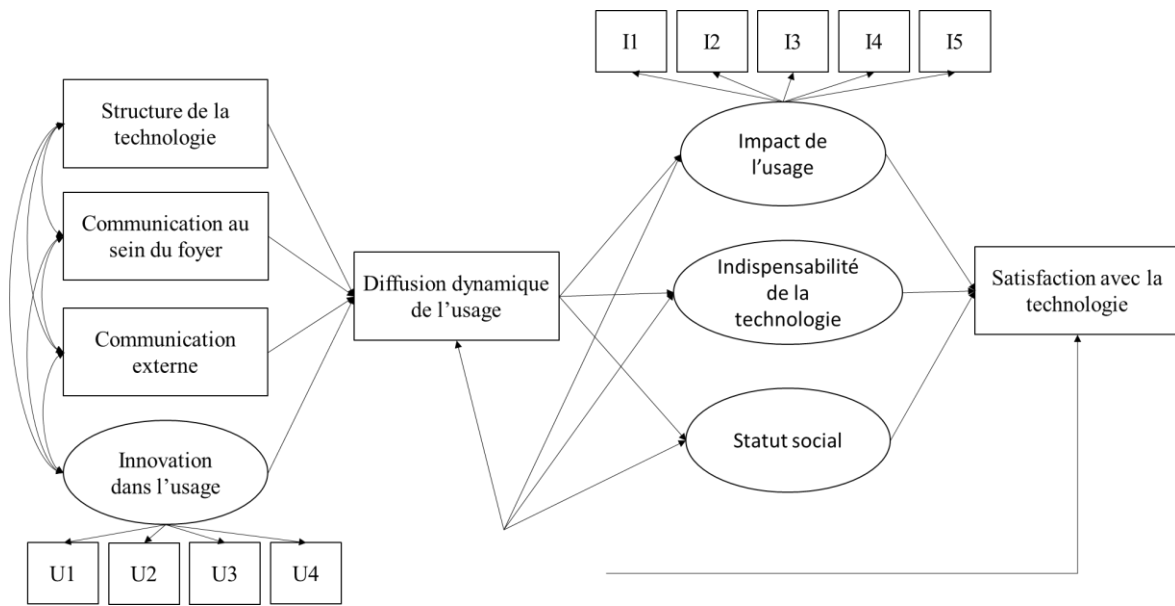 I1
I2
I3
I4
I5
Structure de la
technologie
Impact de
l’usage
Communication au
sein du foyer
Diffusion dynamique
de l’usage
Indispensabilité
de la
technologie
Satisfaction avec la
technologie
Communication
externe
Statut social
Innovation
dans l’usage
U1
U2
U3
U4